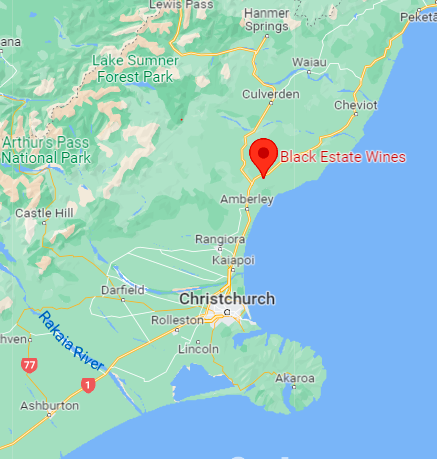 Lewis Pass
Hanmer
Springs
Peketā
ana
Lake Sumner
Forest Park
Waiau
Culverden
Cheviot
Arthur's Pass
National Park
Black Estate Wines
Amberley
Castle Hill
Rangiora
Kaiapoi
Darfield
Christchurch
Rolleston
Rakaia River
hven
Lincoln
77
1
Akaroa
Ashburton